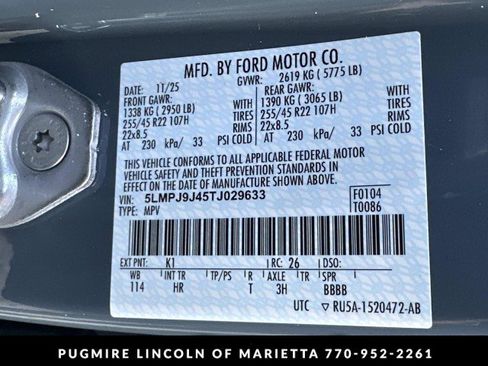 MFD. BY FORD MOTOR CO.
DATE: 11/25 GVWR: 2619 KG ( 5775 LB)
FRONT GAWR: REAR GAWR:
1338 KG ( 2950 LB) WITH 1390 KG ( 3065 LB) WITH
255/45 R22 107H TIRES 255/45 R22 107H TIRES
22x8.5 RIMS 22x8.5 RIMS
AT 230 kPa/ 33 PSI COLD AT 230 kPa/ 33 PSI COLD
THIS VEHICLE CONFORMS TO ALL APPLICABLE FEDERAL MOTOR
VEHICLE SAFETY AND THEFT PREVENTION STANDARDS IN
EFFECT ON THE DATE OF MANUFACTURE SHOWN ABOVE.
VIN: 5LMPJ9J45TJ029633 F0104
TYPE: MPV T0086
EXT PNT: K1 RC: 26 DSO:
WB INT TR TP/PS R AXLE TR SPR
114 HR T 3H BBBB
UTC ▽ RU5A-1520472-AB
PUGMIRE LINCOLN OF MARIETTA 770-952-2261